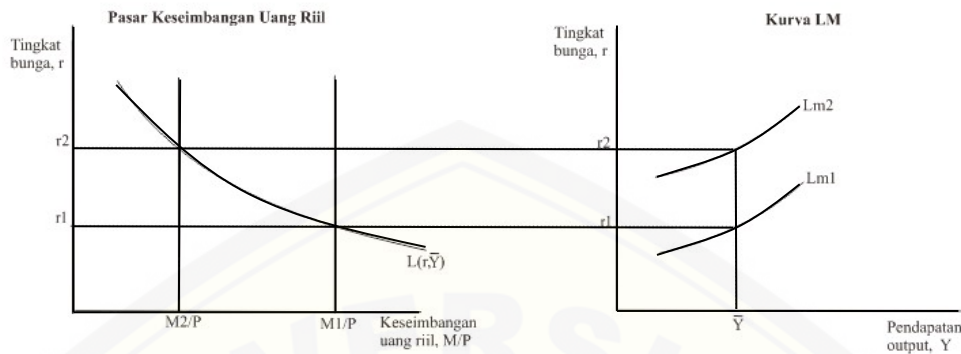 Pasar Keseimbangan Uang Riil
Tingkat
bunga, r
r2
r1
L(r,Y̅)
M2/P
M1/P
Keseimbangan
uang riil, M/P
Kurva LM
Tingkat
bunga, r
Lm2
r2
Lm1
r1
Y̅
Pendapatan
output, Y